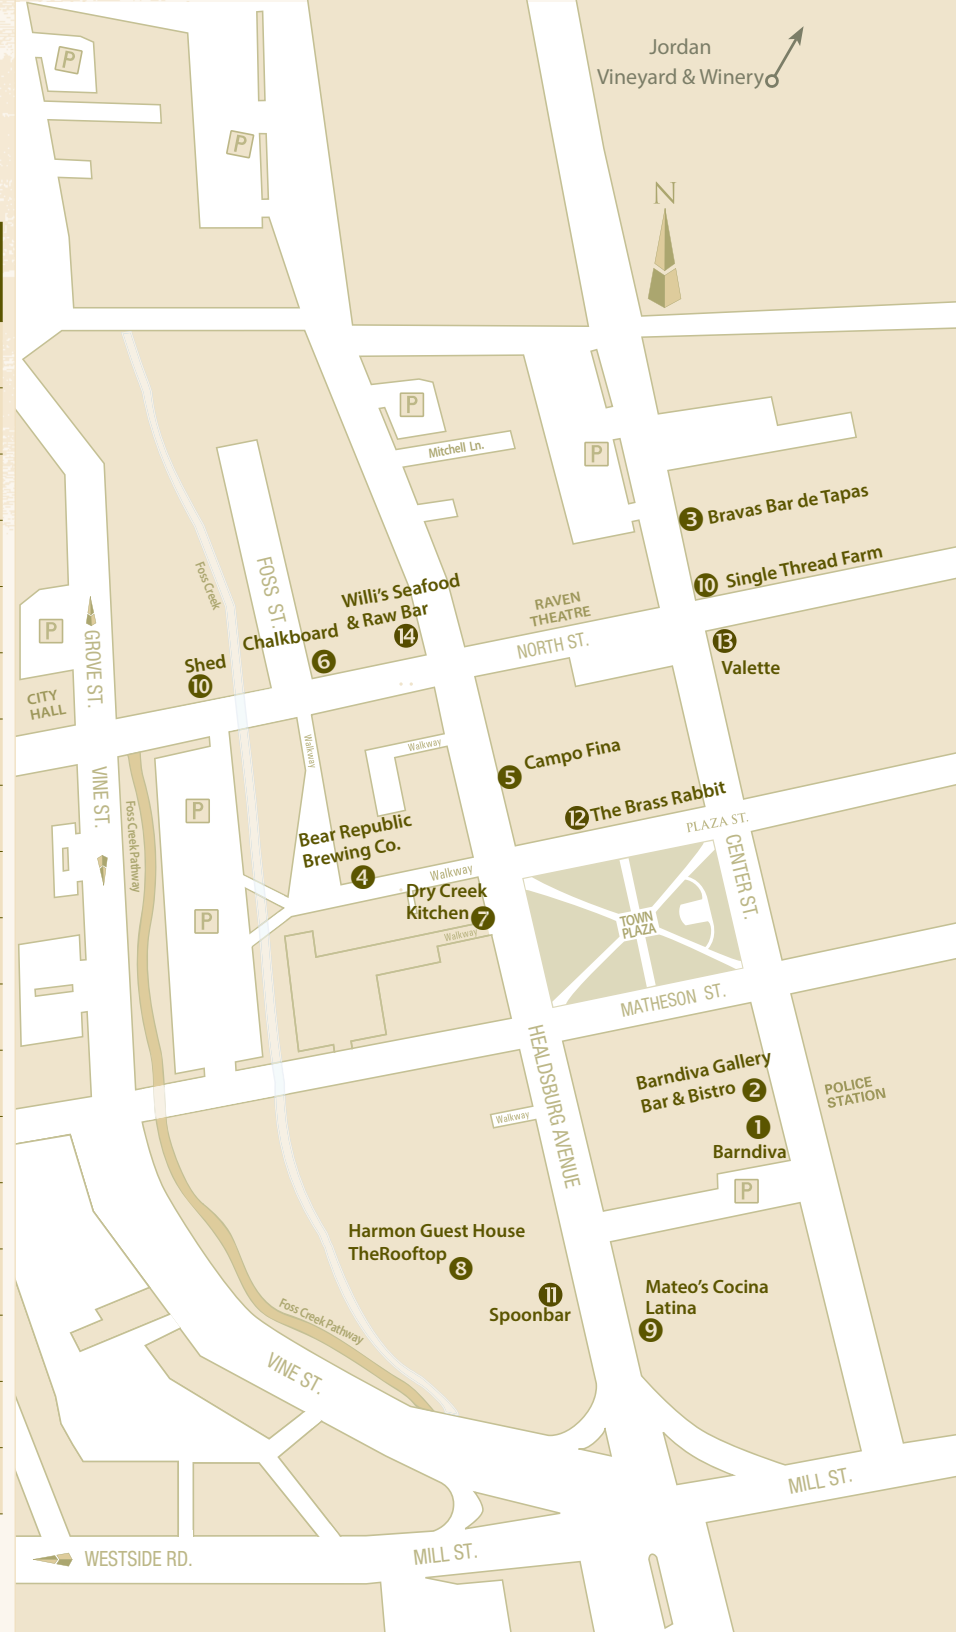 Jordan
Vineyard & Winery
N
P
P
P
Mitchell Ln.
P
3 Bravas Bar de Tapas
10 Single Thread Farm
Foss Creek
FOSS ST.
Willi's Seafood
& Raw Bar
14
Chalkboard
6
RAVEN
THEATRE
NORTH ST.
P
GROVE ST.
Shed
10
13
Valette
CITY
HALL
Walkway
Walkway
5 Campo Fina
VINE ST.
Foss Creek Pathway
P
12 The Brass Rabbit
PLAZA ST.
CENTER ST.
Bear Republic
Brewing Co.
4
Walkway
Dry Creek
Kitchen 7
Walkway
P
TOWN
PLAZA
MATHESON ST.
HEALDSBURG AVENUE
Barndiva Gallery
Bar & Bistro 2
1
Barndiva
POLICE
STATION
Walkway
P
Harmon Guest House
TheRooftop 8
11
Spoonbar
Mateo's Cocina
Latina
9
Foss Creek Pathway
VINE ST.
MILL ST.
MILL ST.
WESTSIDE RD.